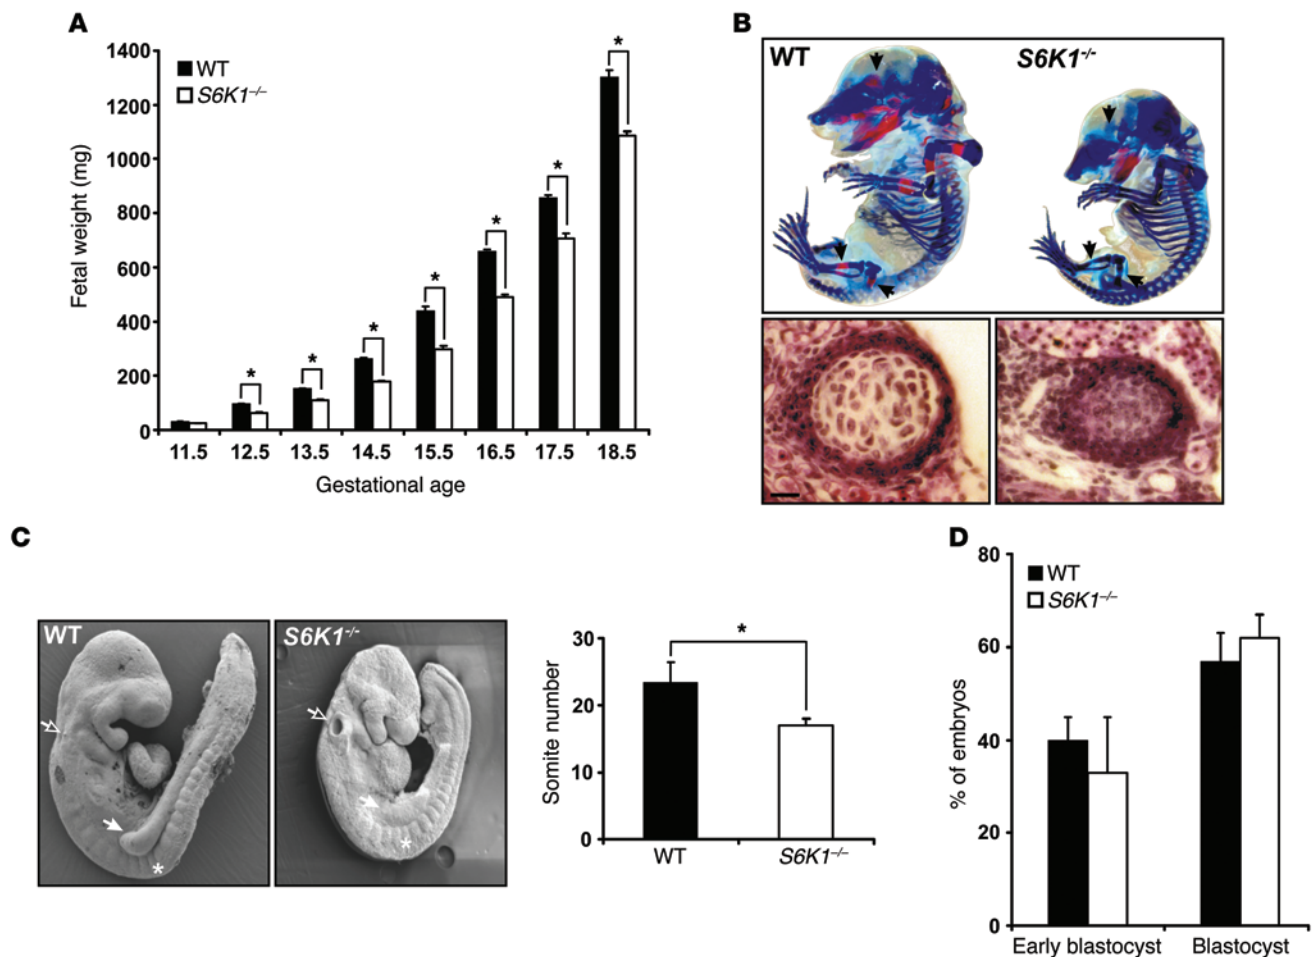 A
1400
1200
1000
800
600
400
200
0
Fetal weight (mg)
WT
S6K1⁻/⁻
*
*
*
*
*
*
*
11.5 12.5 13.5 14.5 15.5 16.5 17.5 18.5
Gestational age
B
WT S6K1-/-
C
WT
*
S6K1-/-
*
30
20
10
0
Somite number
*
WT S6K1⁻/⁻
D
80
60
40
20
0
% of embryos
WT
S6K1⁻/⁻
Early blastocyst Blastocyst